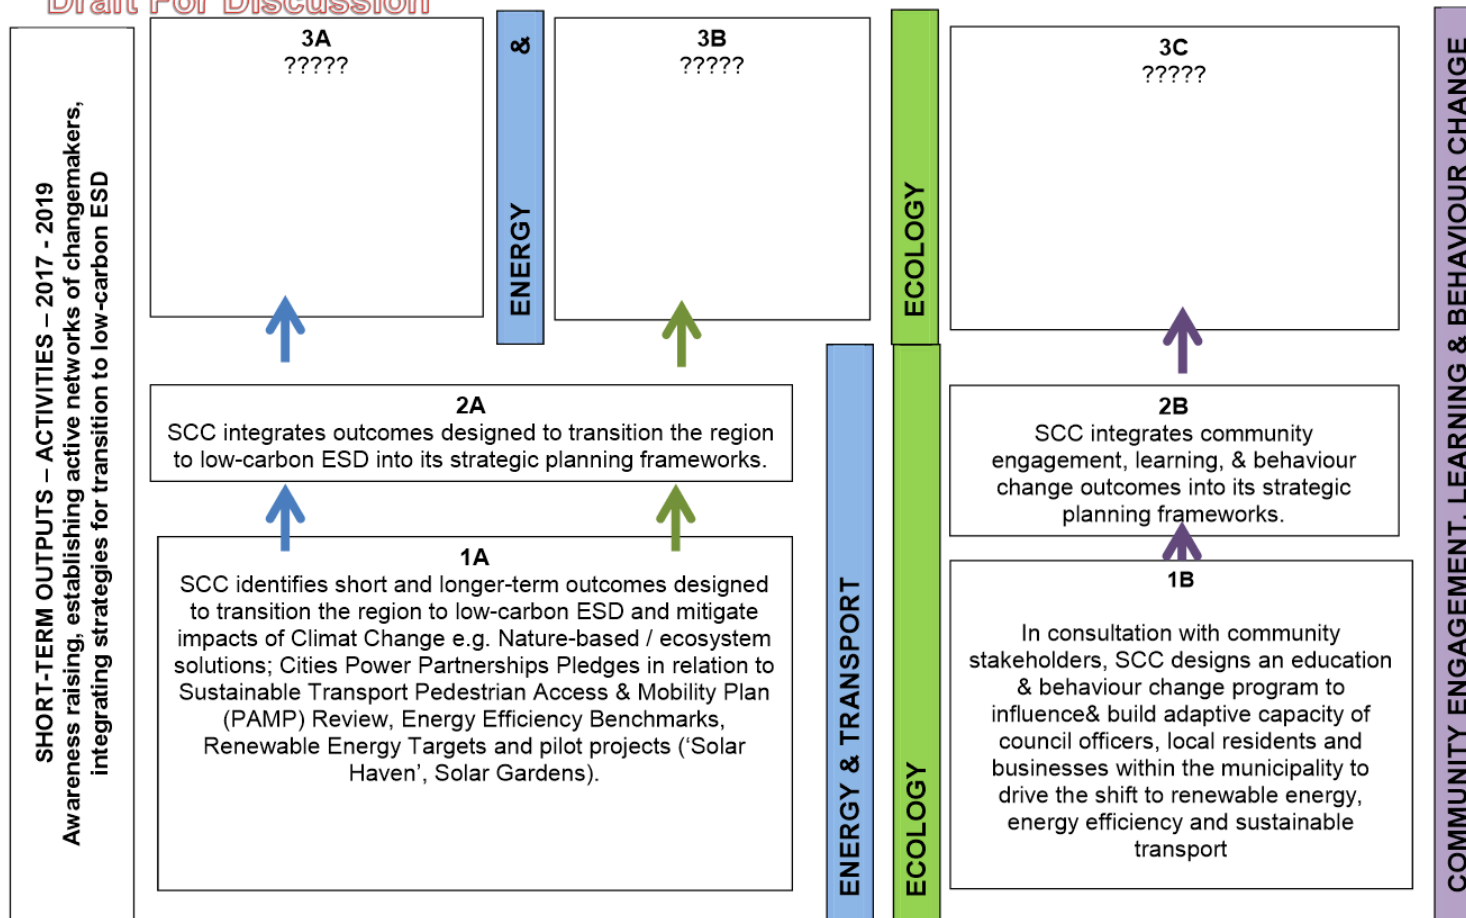 Draft For Discussion
SHORT-TERM OUTPUTS – ACTIVITIES – 2017 - 2019
Awareness raising, establishing active networks of changemakers,
integrating strategies for transition to low-carbon ESD
3A
?????
ENERGY &
3B
?????
ECOLOGY
3C
?????
COMMUNITY ENGAGEMENT, LEARNING & BEHAVIOUR CHANGE
2A
SCC integrates outcomes designed to transition the region
to low-carbon ESD into its strategic planning frameworks.
2B
SCC integrates community
engagement, learning, & behaviour
change outcomes into its strategic
planning frameworks.
1A
SCC identifies short and longer-term outcomes designed
to transition the region to low-carbon ESD and mitigate
impacts of Climat Change e.g. Nature-based / ecosystem
solutions; Cities Power Partnerships Pledges in relation to
Sustainable Transport Pedestrian Access & Mobility Plan
(PAMP) Review, Energy Efficiency Benchmarks,
Renewable Energy Targets and pilot projects (‘Solar
Haven’, Solar Gardens).
ENERGY & TRANSPORT
ECOLOGY
1B
In consultation with community
stakeholders, SCC designs an education
& behaviour change program to
influence& build adaptive capacity of
council officers, local residents and
businesses within the municipality to
drive the shift to renewable energy,
energy efficiency and sustainable
transport